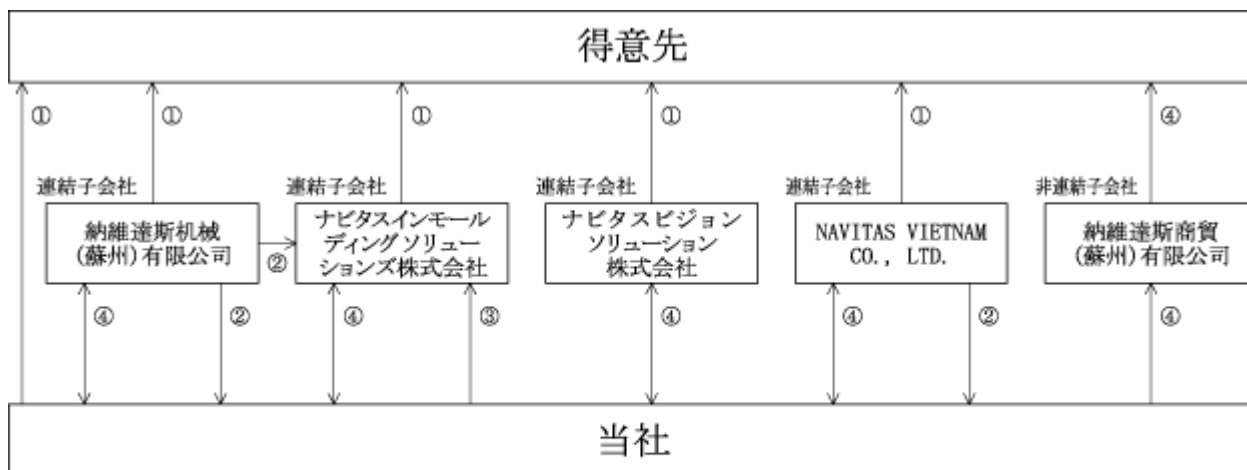 得意先
①
①
①
①
①
④
連結子会社
連結子会社
連結子会社
連結子会社
非連結子会社
納維達斯机械
(蘇州)有限公司
②
ナビタスインモール
ディングソリュー
ションズ株式会社
ナビタスビジョン
ソリューション
株式会社
NAVITAS VIETNAM
CO., LTD.
納維達斯商貿
(蘇州)有限公司
④
②
④
③
④
④
②
④
当社